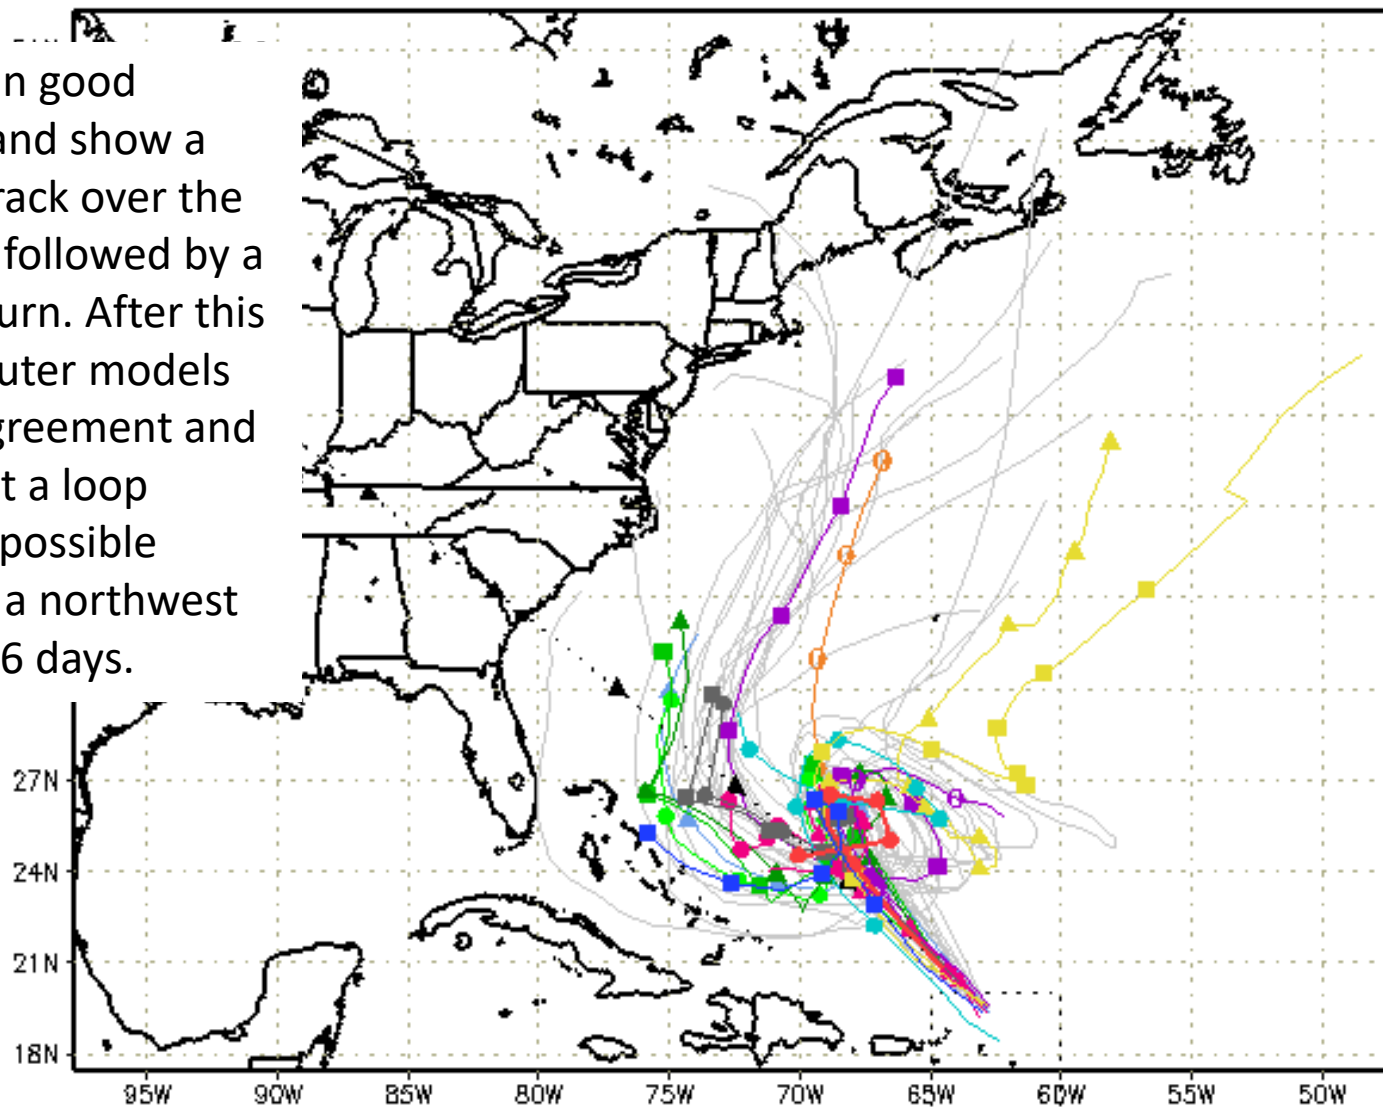 n good
and show a
rack over the
followed by a
urn. After this
uter models
greement and
t a loop
possible
a northwest
6 days.
27N
24N
21N
18N
95W 90W 85W 80W 75W 70W 65W 60W 55W 50W